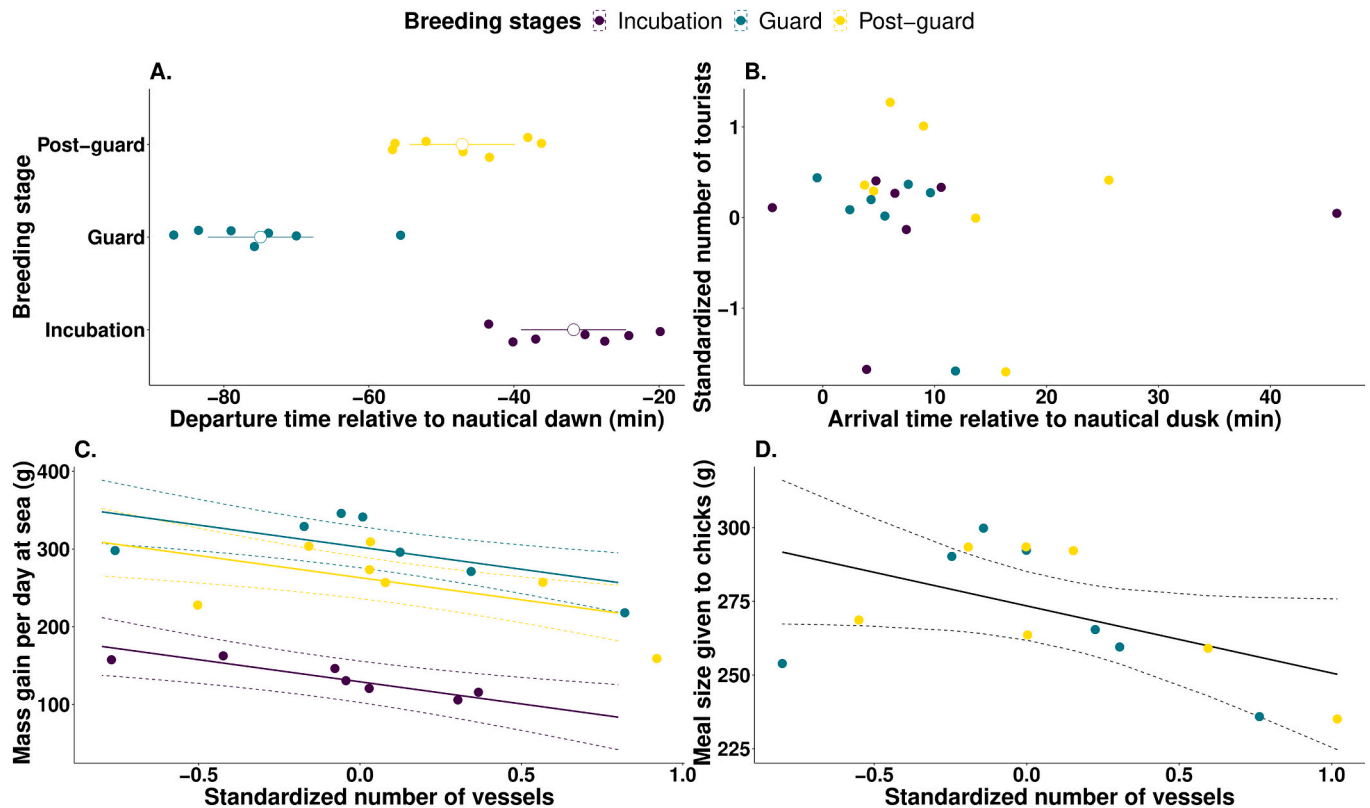 Breeding stages Incubation Guard Post−guard
A.
Breeding stage
Post−guard
Guard
Incubation
−80 −60 −40 −20
Departure time relative to nautical dawn (min)
B.
Standardized number of tourists
1
0
−1
0 10 20 30 40
Arrival time relative to nautical dusk (min)
C.
Mass gain per day at sea (g)
400
300
200
100
−0.5 0.0 0.5 1.0
Standardized number of vessels
D.
Meal size given to chicks (g)
300
275
250
225
−0.5 0.0 0.5 1.0
Standardized number of vessels